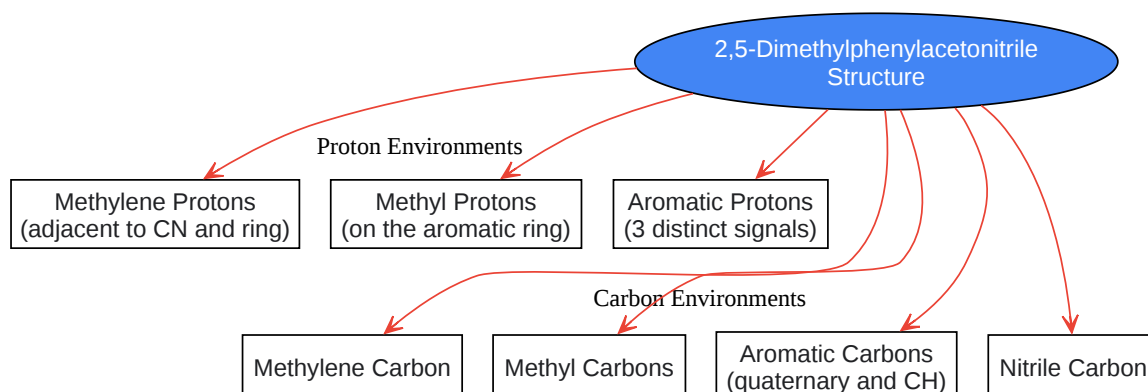 2,5-Dimethylphenylacetonitrile
Structure
Proton Environments
Methylene Protons
(adjacent to CN and ring)
Methyl Protons
(on the aromatic ring)
Aromatic Protons
(3 distinct signals)
Carbon Environments
Methylene Carbon
Methyl Carbons
Aromatic Carbons
(quaternary and CH)
Nitrile Carbon